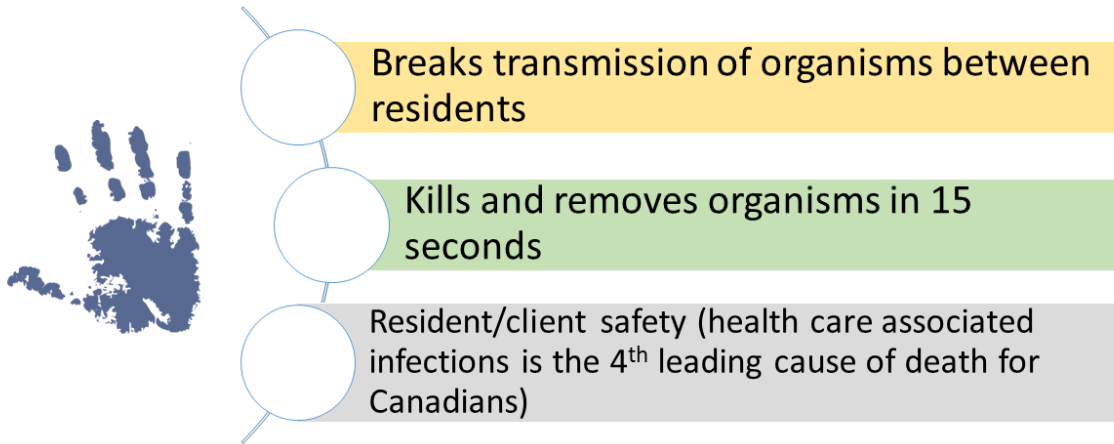 Breaks transmission of organisms between
residents
Kills and removes organisms in 15
seconds
Resident/client safety (health care associated
infections is the 4th leading cause of death for
Canadians)